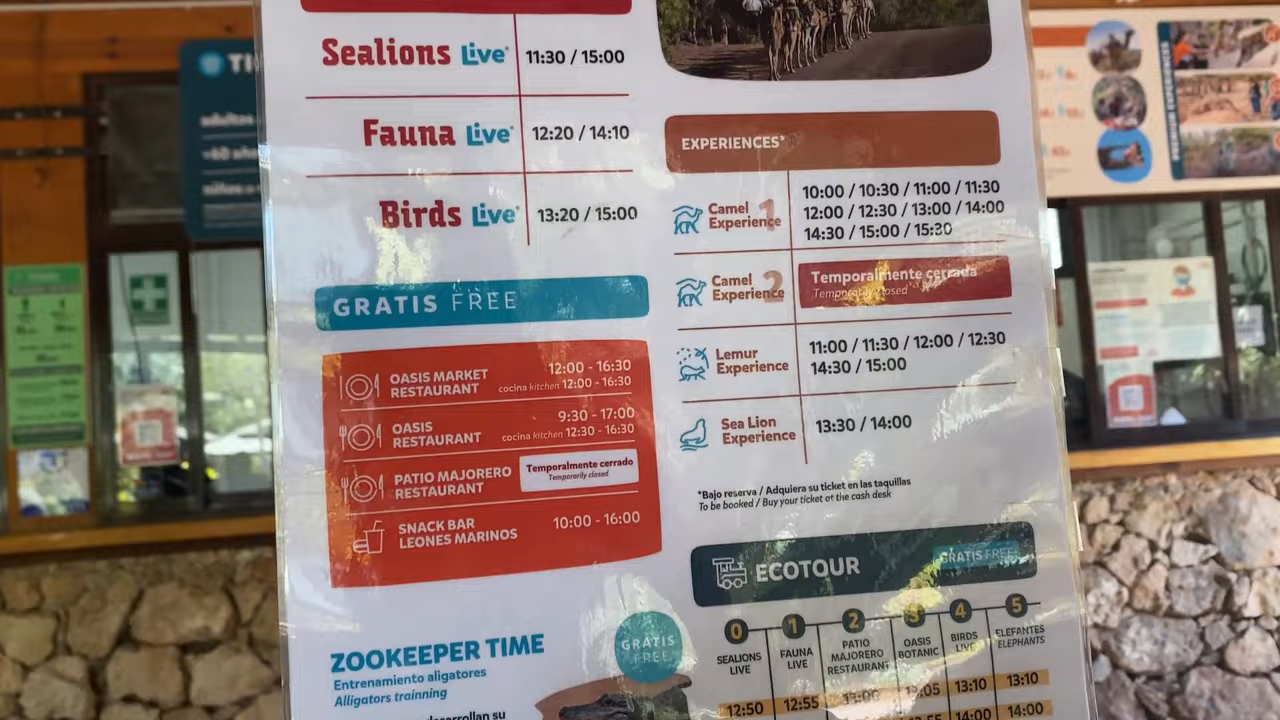 Sealions Live*
11:30 / 15:00
Fauna Live*
12:20 / 14:10
Birds Live*
13:20 / 15:00
GRATIS FREE
OASIS MARKET
RESTAURANT
12:00 - 16:30
cocina kitchen 12:00 - 16:30
OASIS
RESTAURANT
9:30 - 17:00
cocina kitchen 12:30 - 16:30
PATIO MAJORERO
RESTAURANT
Temporalmente cerrado
Temporarily closed
SNACK BAR
LEONES MARINOS
10:00 - 16:00
ZOOKEEPER TIME
Entrenamiento aligatores
Alligators trainning
GRATIS
FREE
desarrollan su
EXPERIENCES*
Camel 1
Experience
10:00 / 10:30 / 11:00 / 11:30
12:00 / 12:30 / 13:00 / 14:00
14:30 / 15:00 / 15:30
Camel 2
Experience
Temporalmente cerrada
Temporarily closed
Lemur
Experience
11:00 / 11:30 / 12:00 / 12:30
14:30 / 15:00
Sea Lion
Experience
13:30 / 14:00
*Bajo reserva / Adquiera su ticket en las taquillas
To be booked / Buy your ticket at the cash desk
ECOTOUR
GRATIS FREE
0 1 2 3 4 5
SEALIONS
LIVE
FAUNA
LIVE
PATIO
MAJORERO
RESTAURANT
OASIS
BOTANIC
BIRDS
LIVE
ELEFANTES
ELEPHANTS
12:50 12:55 13:00 13:05 13:10 13:10
14:00 14:00